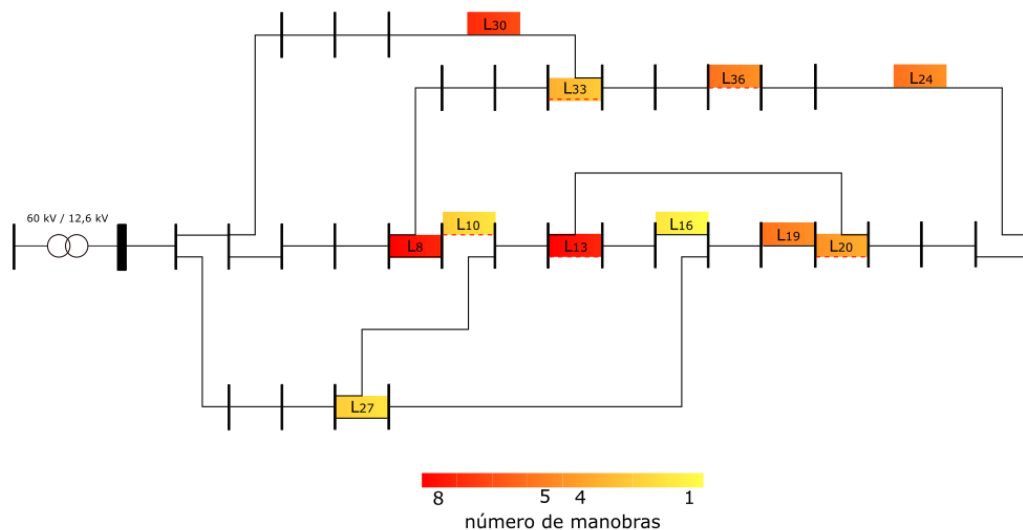 L30
L33
L36
L24
60 kV / 12,6 kV
L8
L10
L13
L16
L19
L20
L27
8
5
4
1
número de manobras